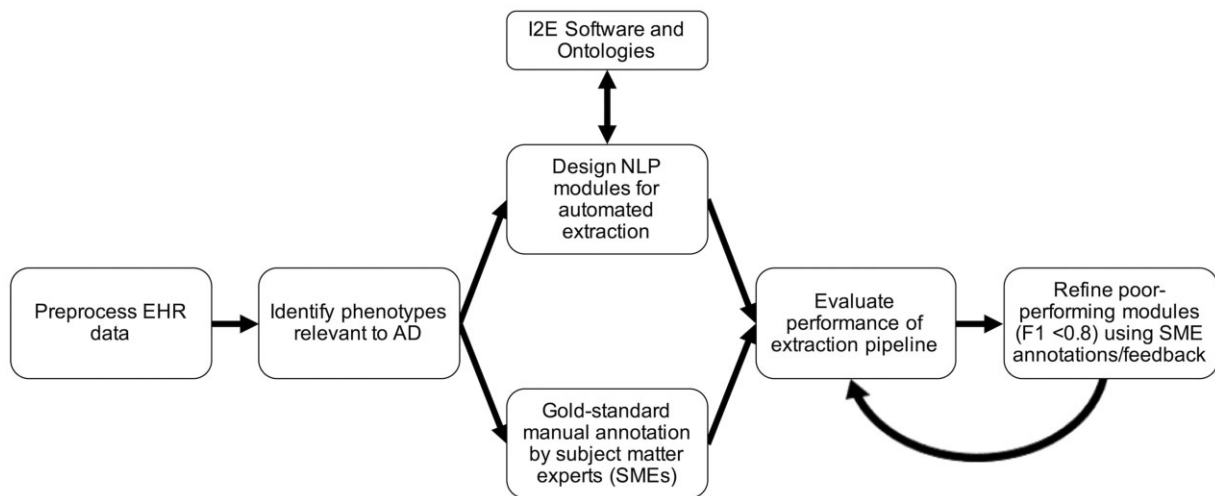 I2E Software and
Ontologies
Design NLP
modules for
automated
extraction
Preprocess EHR
data
Identify phenotypes
relevant to AD
Evaluate
performance of
extraction pipeline
Refine poor-
performing modules
(F1 <0.8) using SME
annotations/feedback
Gold-standard
manual annotation
by subject matter
experts (SMEs)